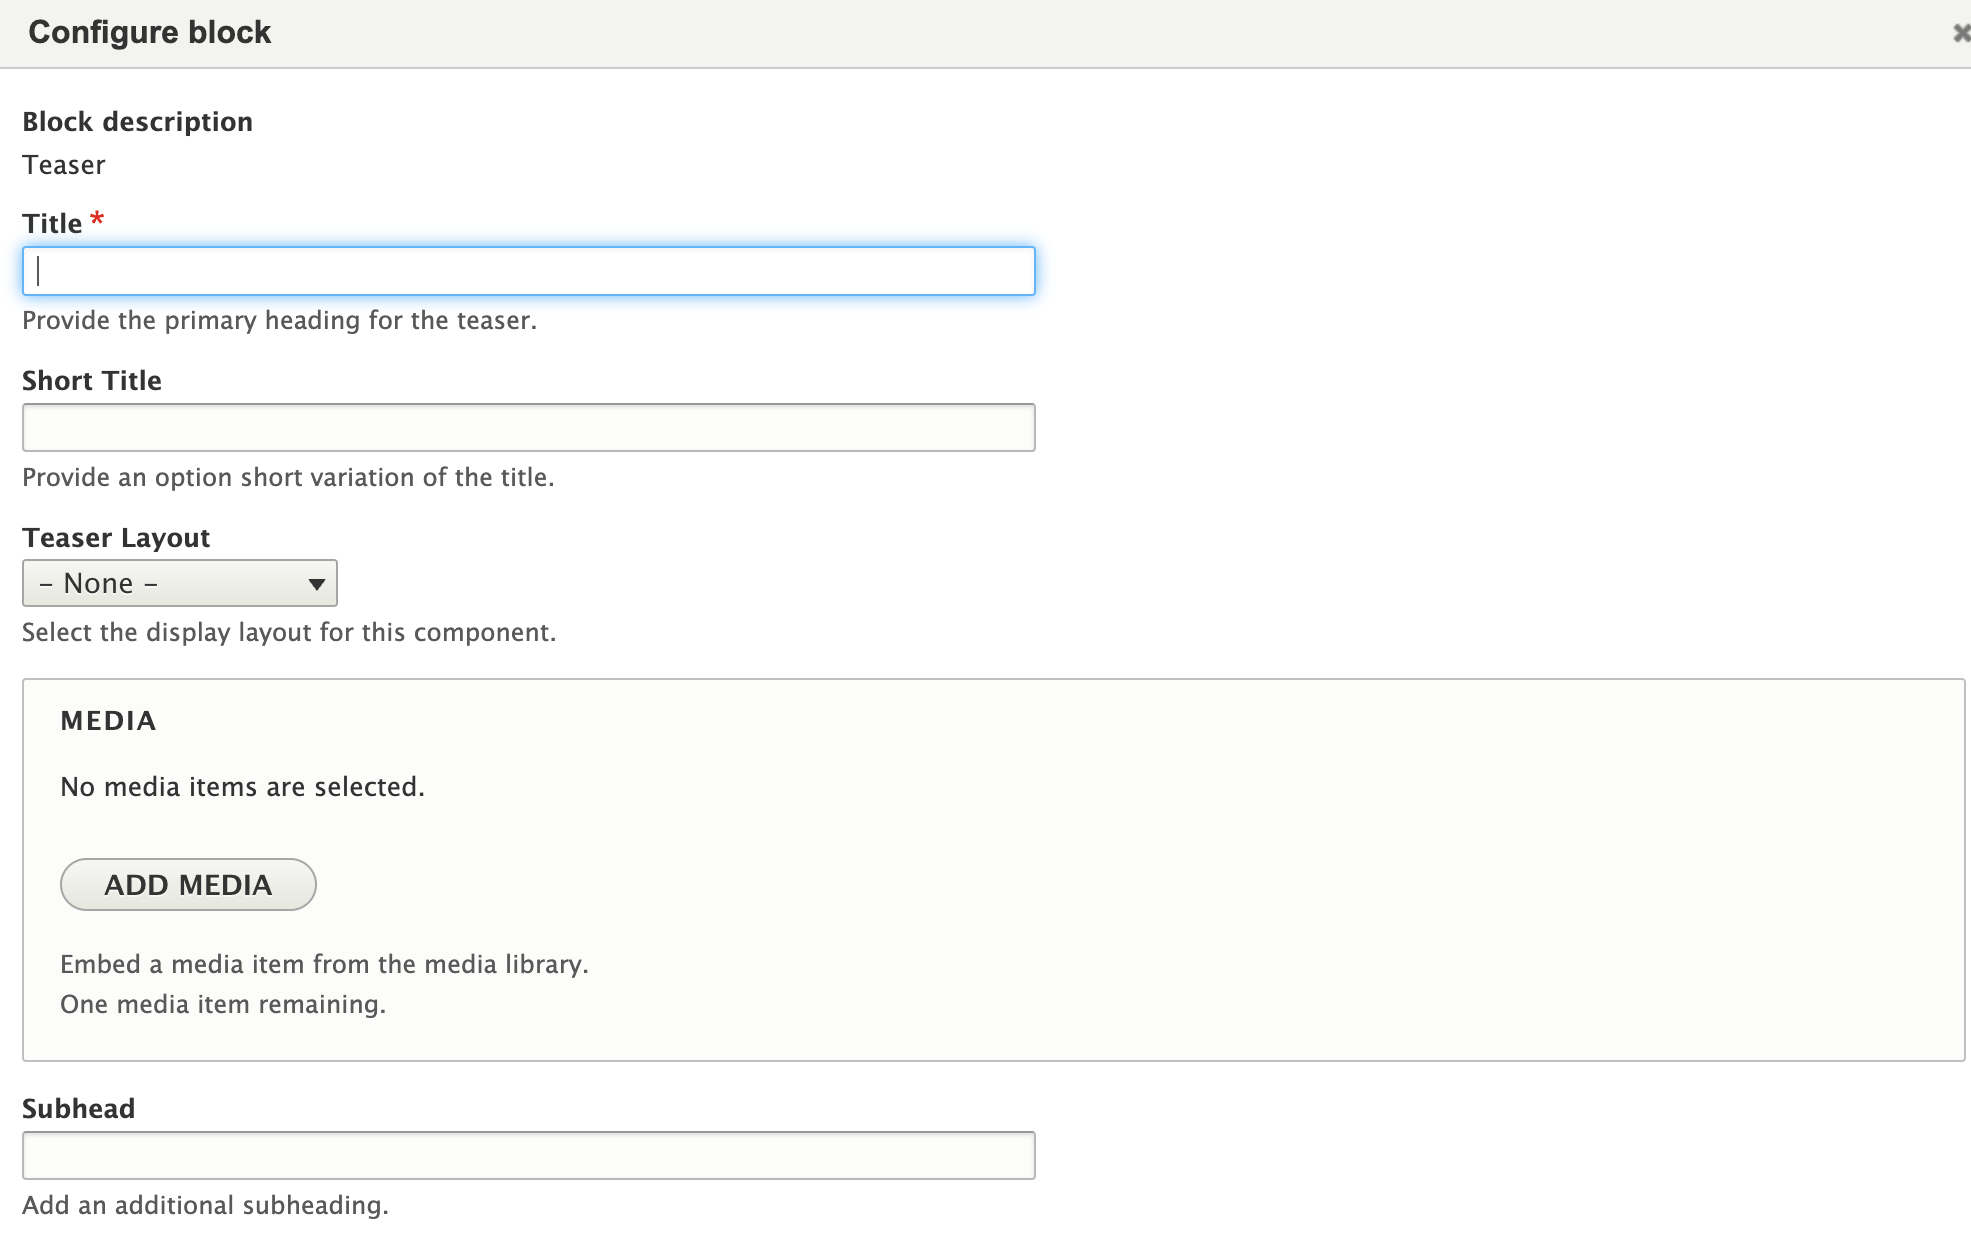 Configure block
Block description
Teaser
Title *
Provide the primary heading for the teaser.
Short Title
Provide an option short variation of the title.
Teaser Layout
– None –
Select the display layout for this component.
MEDIA
No media items are selected.
ADD MEDIA
Embed a media item from the media library.
One media item remaining.
Subhead
Add an additional subheading.